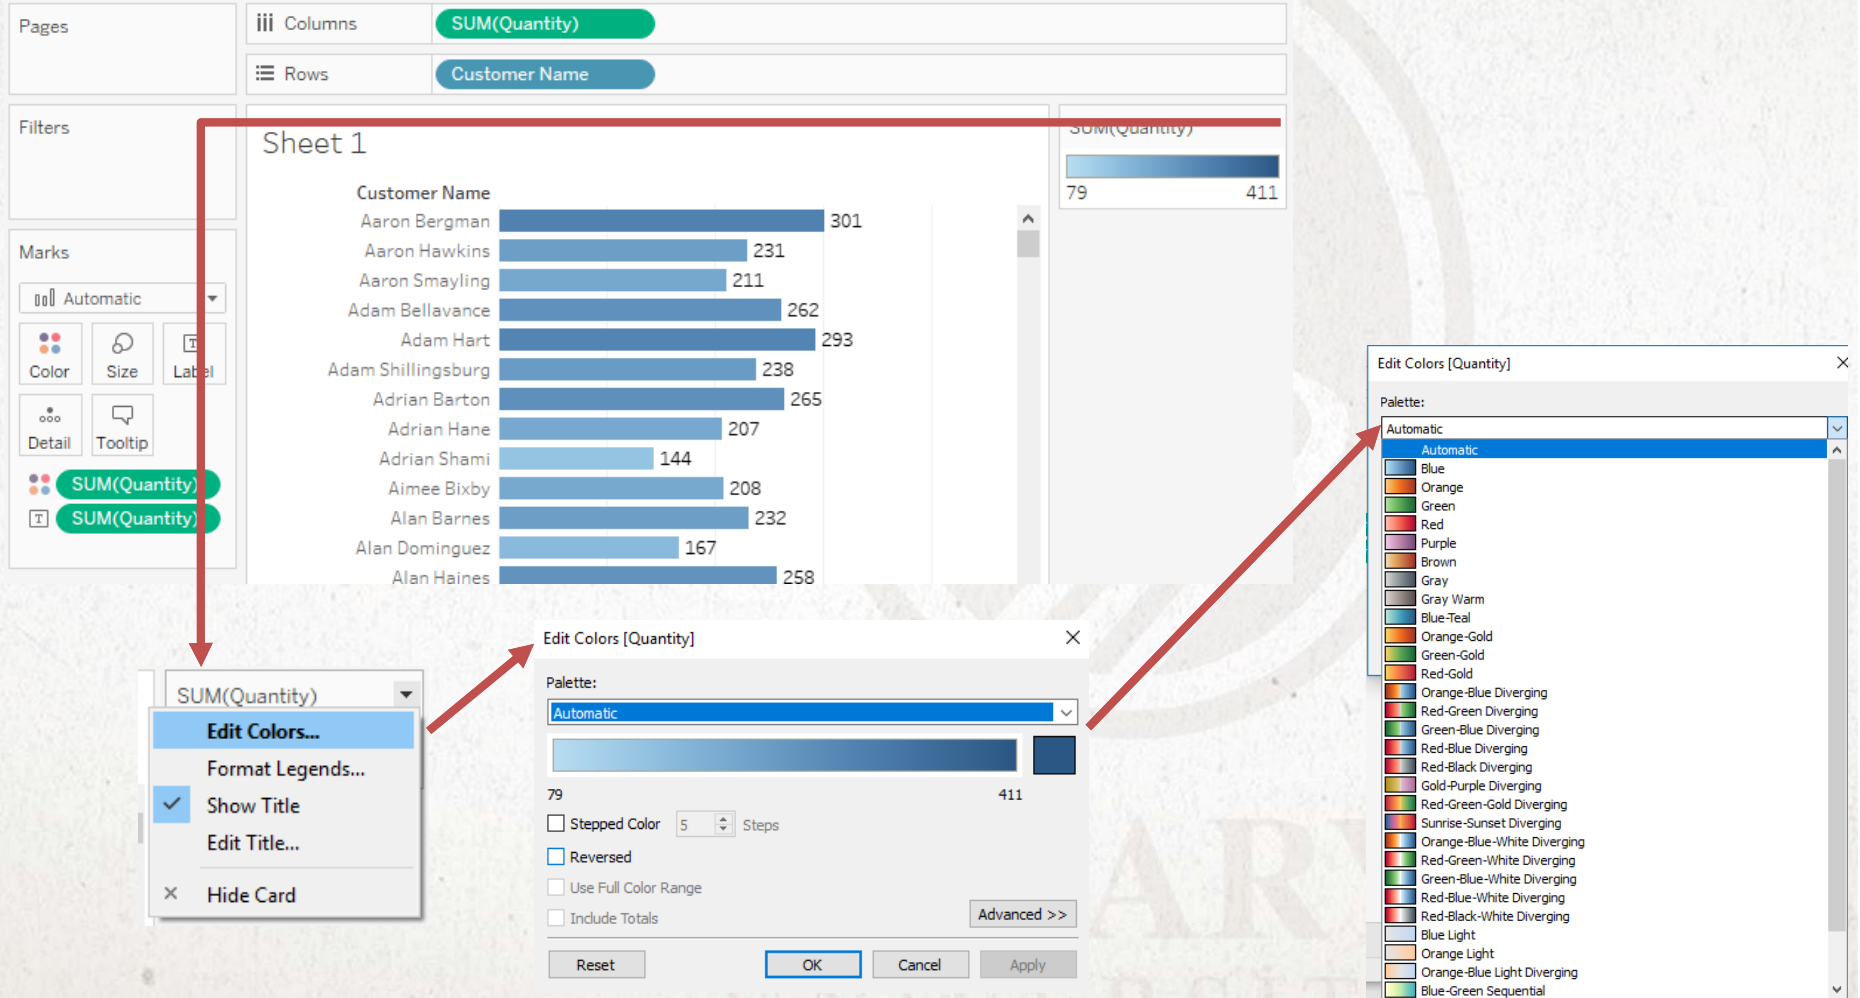 Pages
Columns
SUM(Quantity)
Rows
Customer Name
Filters
Marks
Automatic
Color
Size
Label
Detail
Tooltip
SUM(Quantity)
SUM(Quantity)
Sheet 1
Customer Name
Aaron Bergman 301
Aaron Hawkins 231
Aaron Smayling 211
Adam Bellavance 262
Adam Hart 293
Adam Shillingsburg 238
Adrian Barton 265
Adrian Hane 207
Adrian Shami 144
Aimee Bixby 208
Alan Barnes 232
Alan Dominguez 167
Alan Haines 258
SUM(Quantity)
79 411
SUM(Quantity)
Edit Colors...
Format Legends...
Show Title
Edit Title...
Hide Card
Edit Colors [Quantity]
Palette:
Automatic
79 411
Stepped Color 5 Steps
Reversed
Use Full Color Range
Include Totals
Advanced >>
Reset OK Cancel Apply
Edit Colors [Quantity]
Palette:
Automatic
Automatic
Blue
Orange
Green
Red
Purple
Brown
Gray
Gray Warm
Blue-Teal
Orange-Gold
Green-Gold
Red-Gold
Orange-Blue Diverging
Red-Green Diverging
Green-Blue Diverging
Red-Blue Diverging
Red-Black Diverging
Gold-Purple Diverging
Red-Green-Gold Diverging
Sunrise-Sunset Diverging
Orange-Blue-White Diverging
Red-Green-White Diverging
Green-Blue-White Diverging
Red-Blue-White Diverging
Red-Black-White Diverging
Blue Light
Orange Light
Orange-Blue Light Diverging
Blue-Green Sequential